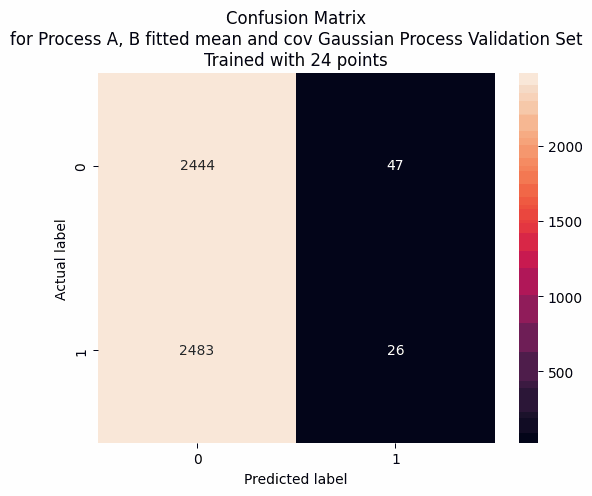 Confusion Matrix
for Process A, B fitted mean and cov Gaussian Process Validation Set
Trained with 24 points
0
2444
47
1
2483
26
Actual label
0
1
Predicted label
2000
1500
1000
500